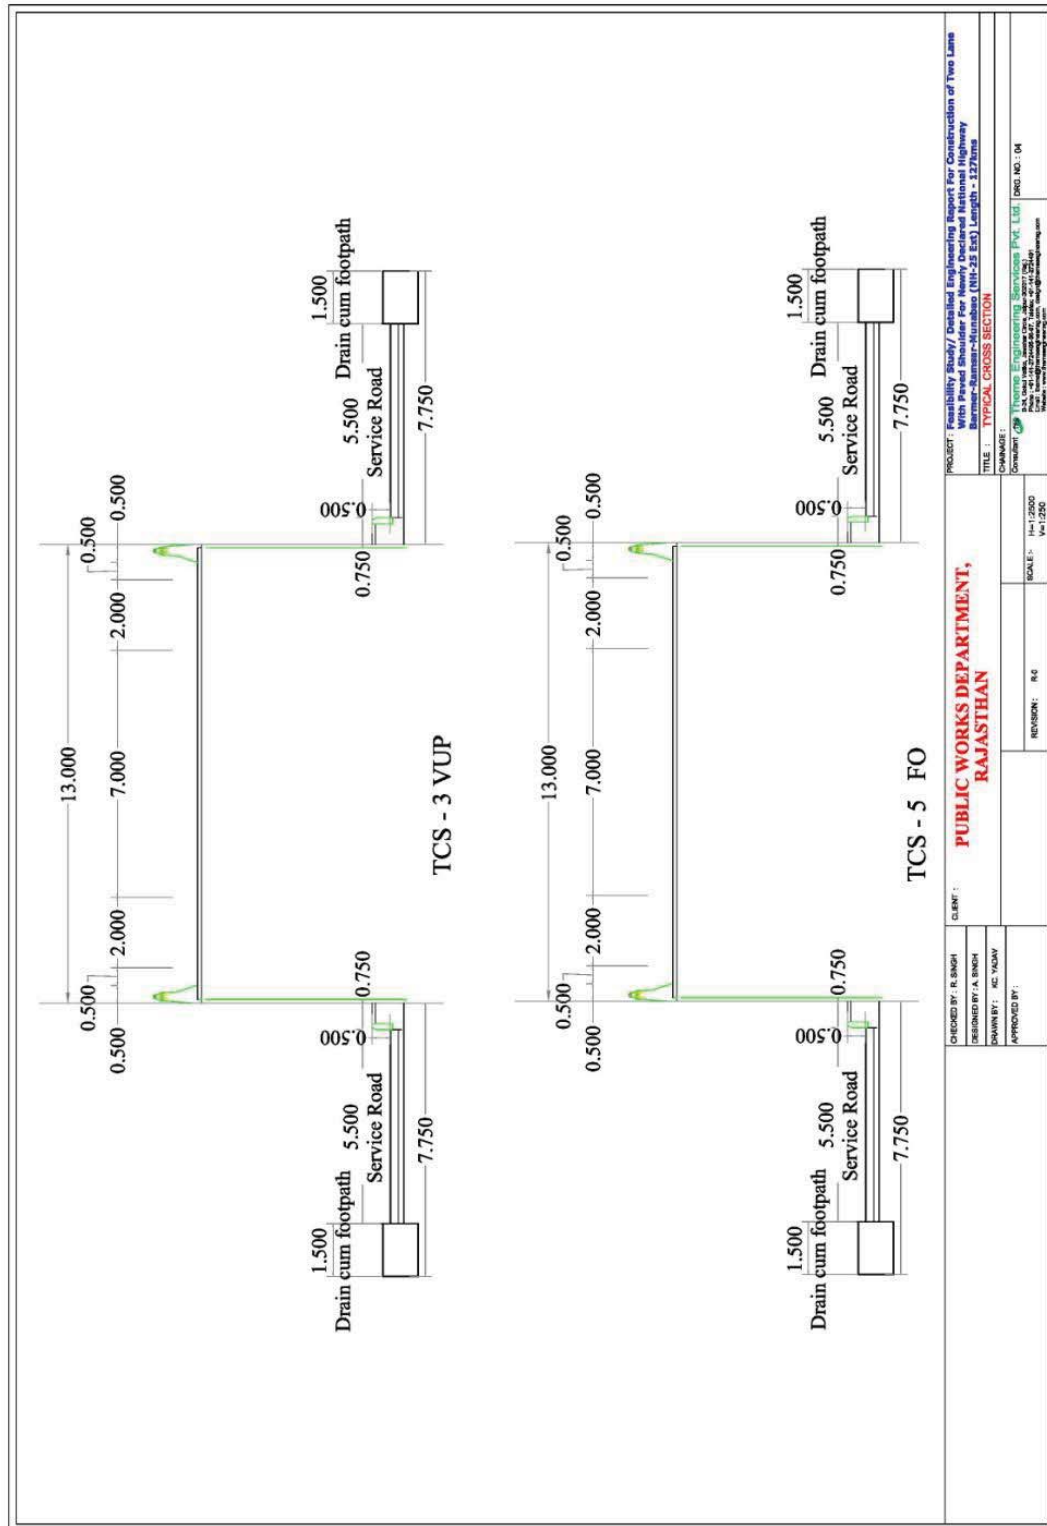 13.000
0.500
0.500
2.000
7.000
2.000
0.500
0.500
1.500
Drain cum footpath
5.500
Service Road
0.500
0.750
7.750
0.750
0.500
5.500
Service Road
1.500
Drain cum footpath
7.750
TCS - 3 VUP
13.000
0.500
0.500
2.000
7.000
2.000
0.500
0.500
1.500
Drain cum footpath
5.500
Service Road
0.500
0.750
7.750
0.750
0.500
5.500
Service Road
1.500
Drain cum footpath
7.750
TCS - 5 FO
CHECKED BY : R. SINGH
DESIGNED BY : A. SINGH
DRAWN BY : KC. YADAV
APPROVED BY :
CLIENT :
PUBLIC WORKS DEPARTMENT,
RAJASTHAN
REVISION : R-0
SCALE :- H=1:2500
V=1:250
PROJECT : Feasibility Study/ Detailed Engineering Report For Construction of Two Lane
With Paved Shoulder For Newly Declared National Highway
Barmer-Ramsar-Munabao (NH-25 Ext) Length - 127kms
TITLE : TYPICAL CROSS SECTION
CHAINAGE :
Consultant Theme Engineering Services Pvt. Ltd.
DRG. NO. : 04